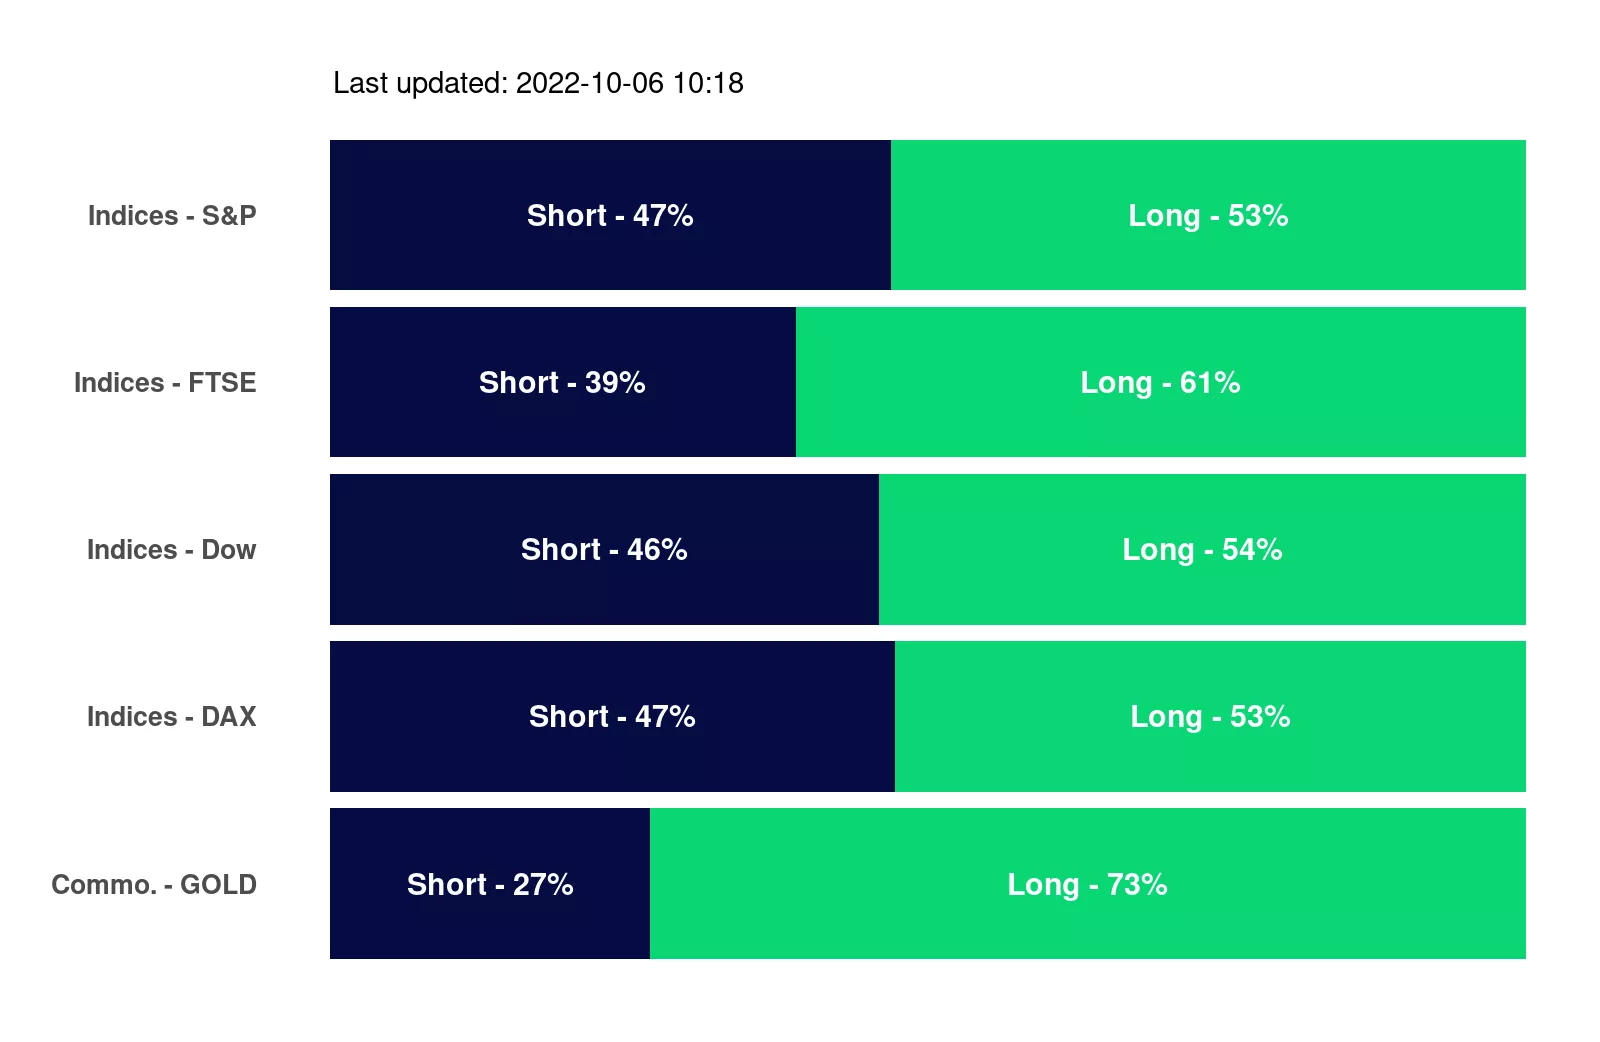 Last updated: 2022-10-06 10:18
Indices - S&P Short - 47% Long - 53%
Indices - FTSE Short - 39% Long - 61%
Indices - Dow Short - 46% Long - 54%
Indices - DAX Short - 47% Long - 53%
Commo. - GOLD Short - 27% Long - 73%